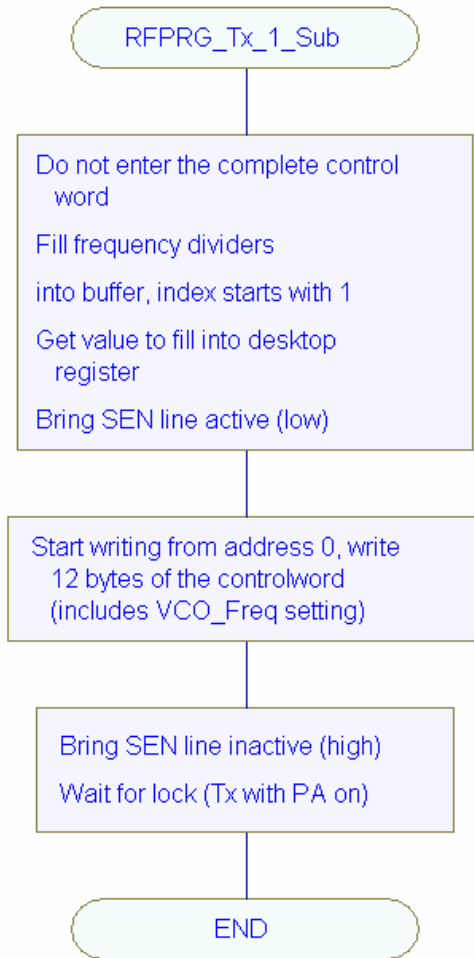 RFPRG_Tx_1_Sub
Do not enter the complete control
word
Fill frequency dividers
into buffer, index starts with 1
Get value to fill into desktop
register
Bring SEN line active (low)
Start writing from address 0, write
12 bytes of the controlword
(includes VCO_Freq setting)
Bring SEN line inactive (high)
Wait for lock (Tx with PA on)
END